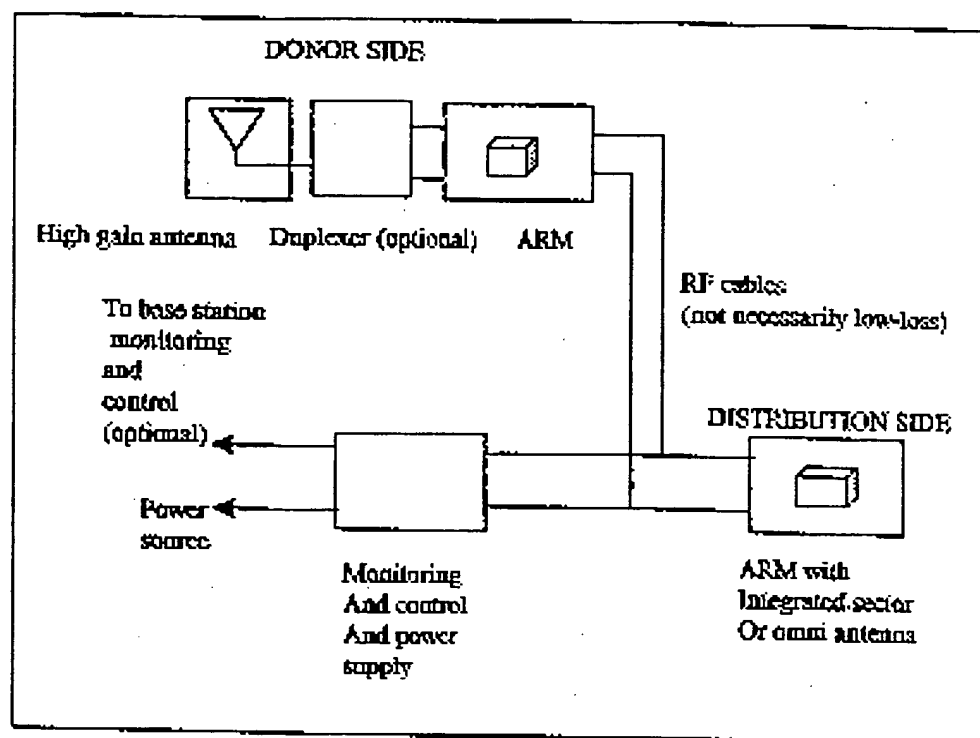 DONOR SIDE
High gain antenna
Duplexer (optional)
ARM
RF cables
(not necessarily low-loss)
To base station
monitoring
and
control
(optional)
DISTRIBUTION SIDE
Power
source
Monitoring
And control
And power
supply
ARM with
Integrated sector
Or omni antenna